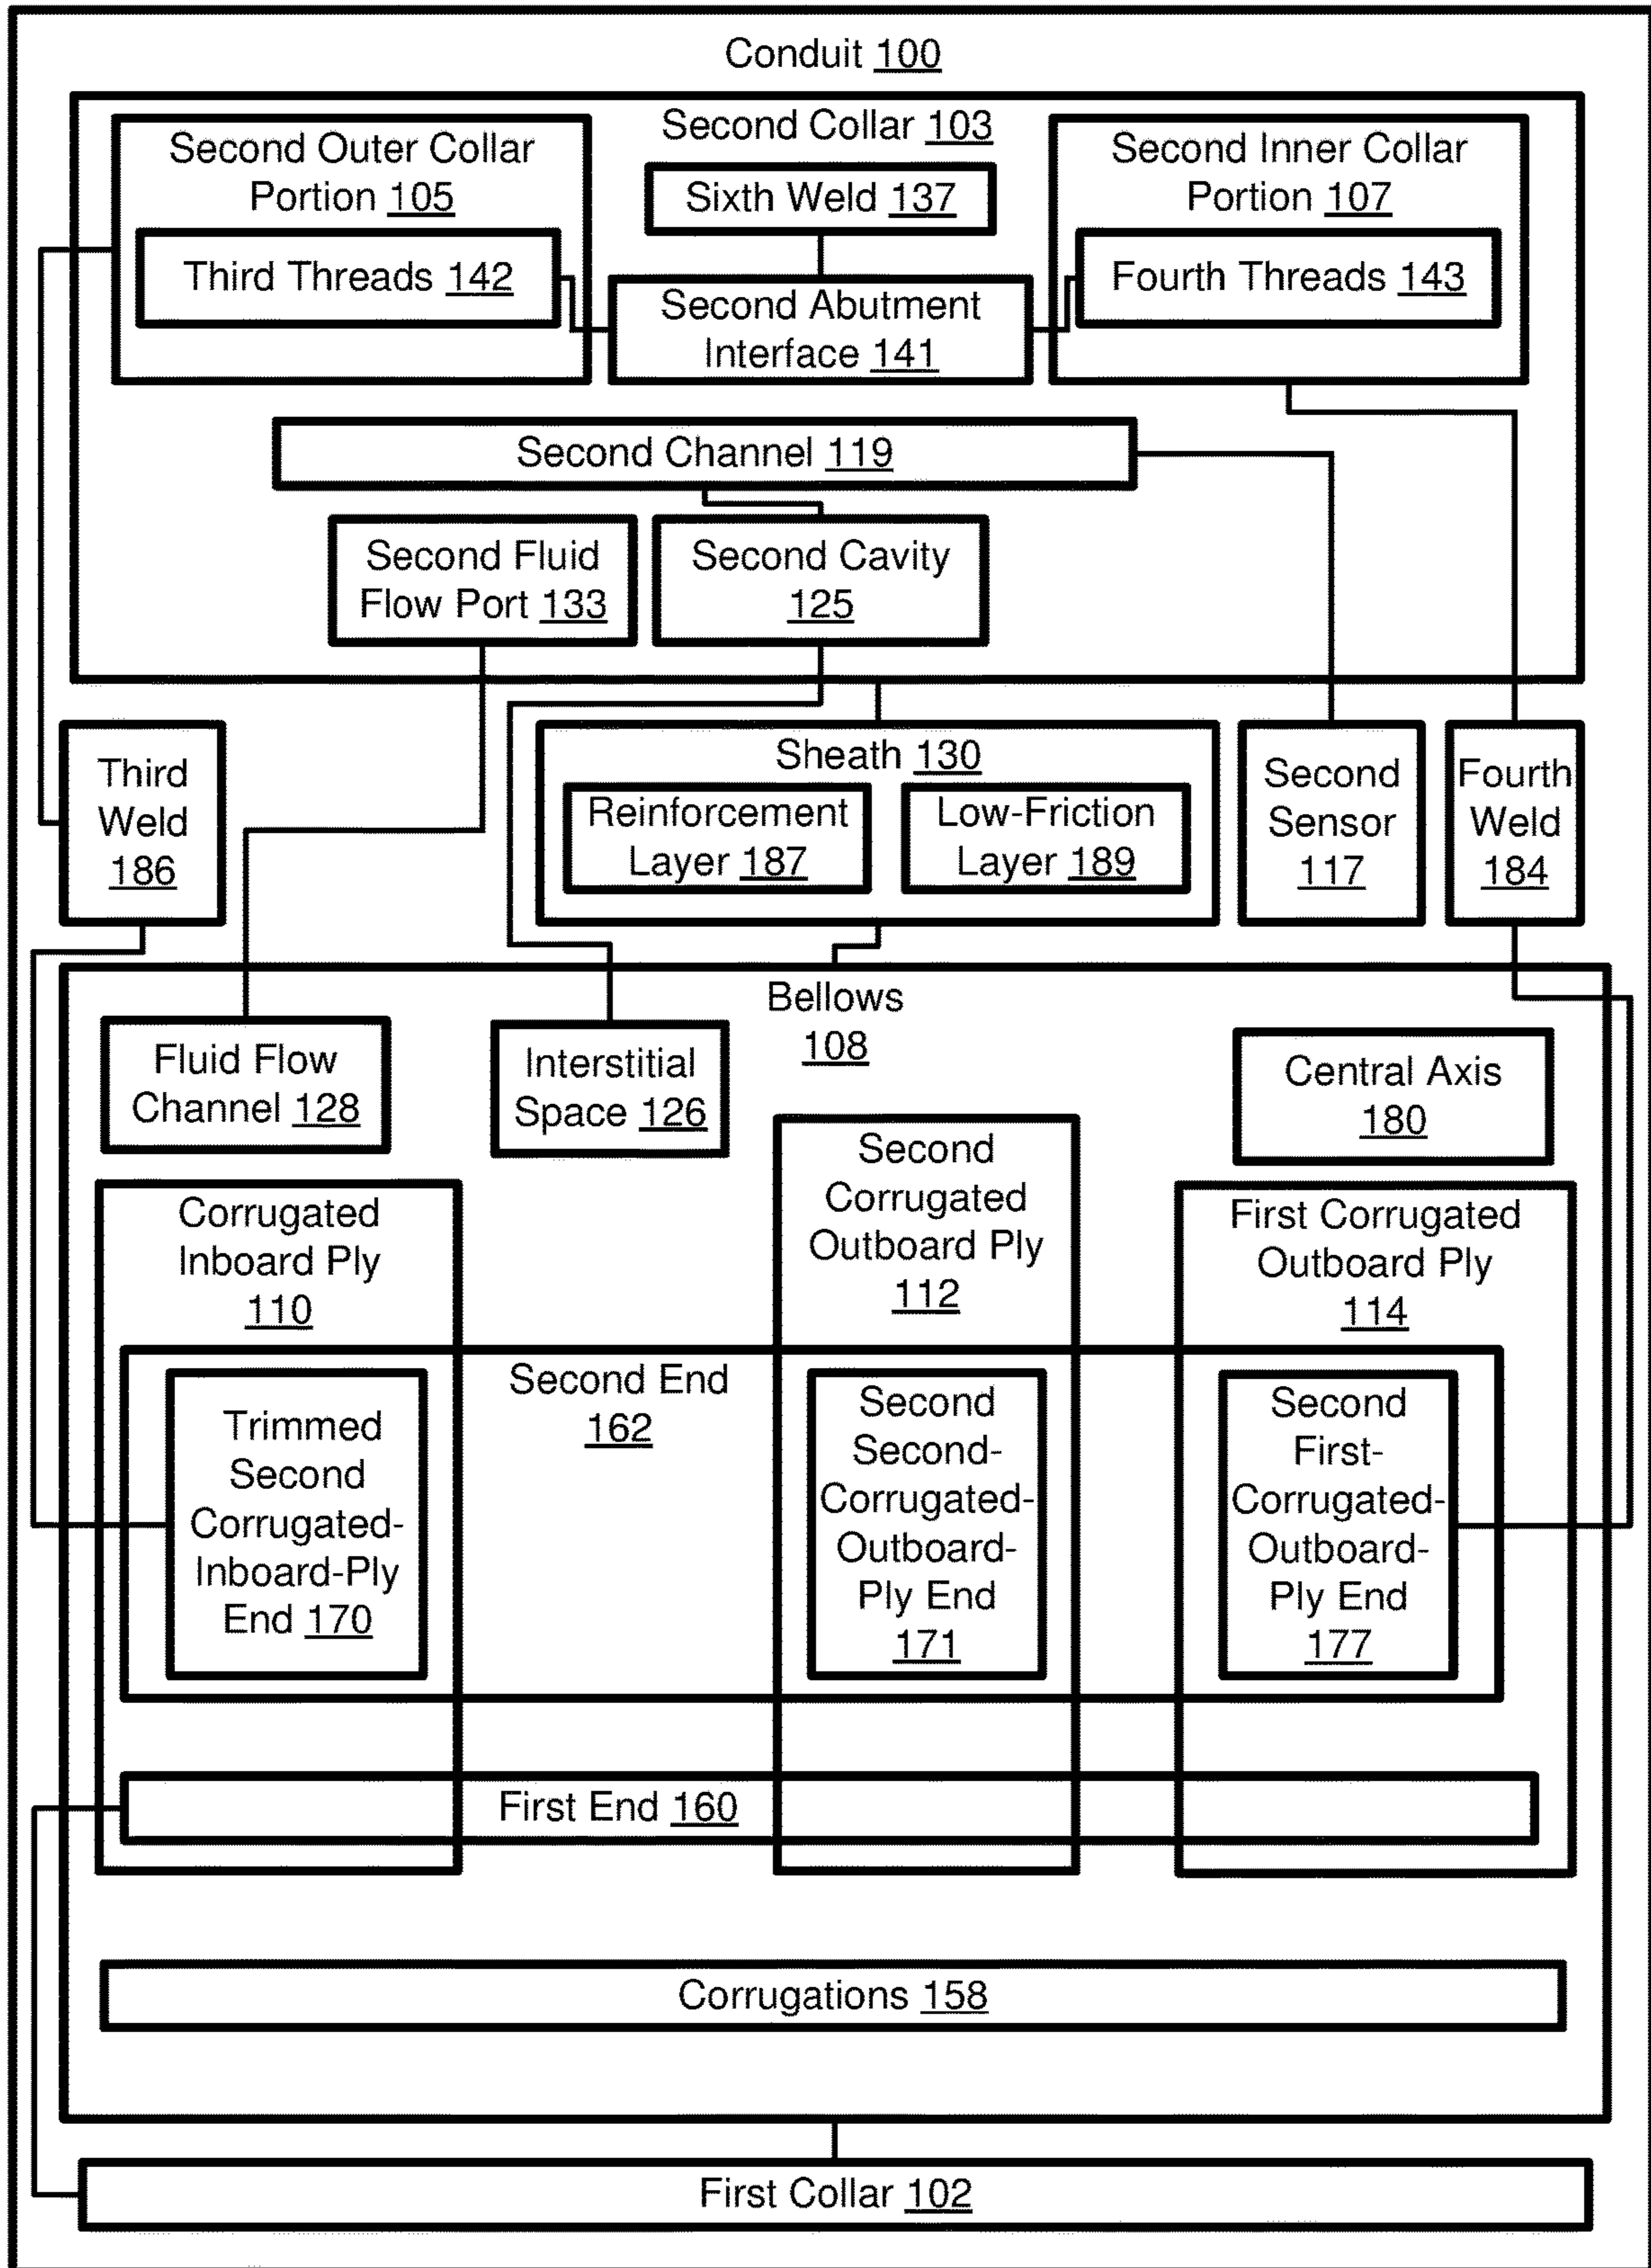 Conduit 100
Second Collar 103
Second Outer Collar
Portion 105
Third Threads 142
Sixth Weld 137
Second Abutment
Interface 141
Second Inner Collar
Portion 107
Fourth Threads 143
Second Channel 119
Second Fluid
Flow Port 133
Second Cavity
125
Third
Weld
186
Sheath 130
Reinforcement
Layer 187
Low-Friction
Layer 189
Second
Sensor
117
Fourth
Weld
184
Bellows
108
Fluid Flow
Channel 128
Interstitial
Space 126
Central Axis
180
Corrugated
Inboard Ply
110
Second
Corrugated
Outboard Ply
112
First Corrugated
Outboard Ply
114
Second End
162
Trimmed
Second
Corrugated-
Inboard-Ply
End 170
Second
Second-
Corrugated-
Outboard-
Ply End
171
Second
First-
Corrugated-
Outboard-
Ply End
177
First End 160
Corrugations 158
First Collar 102